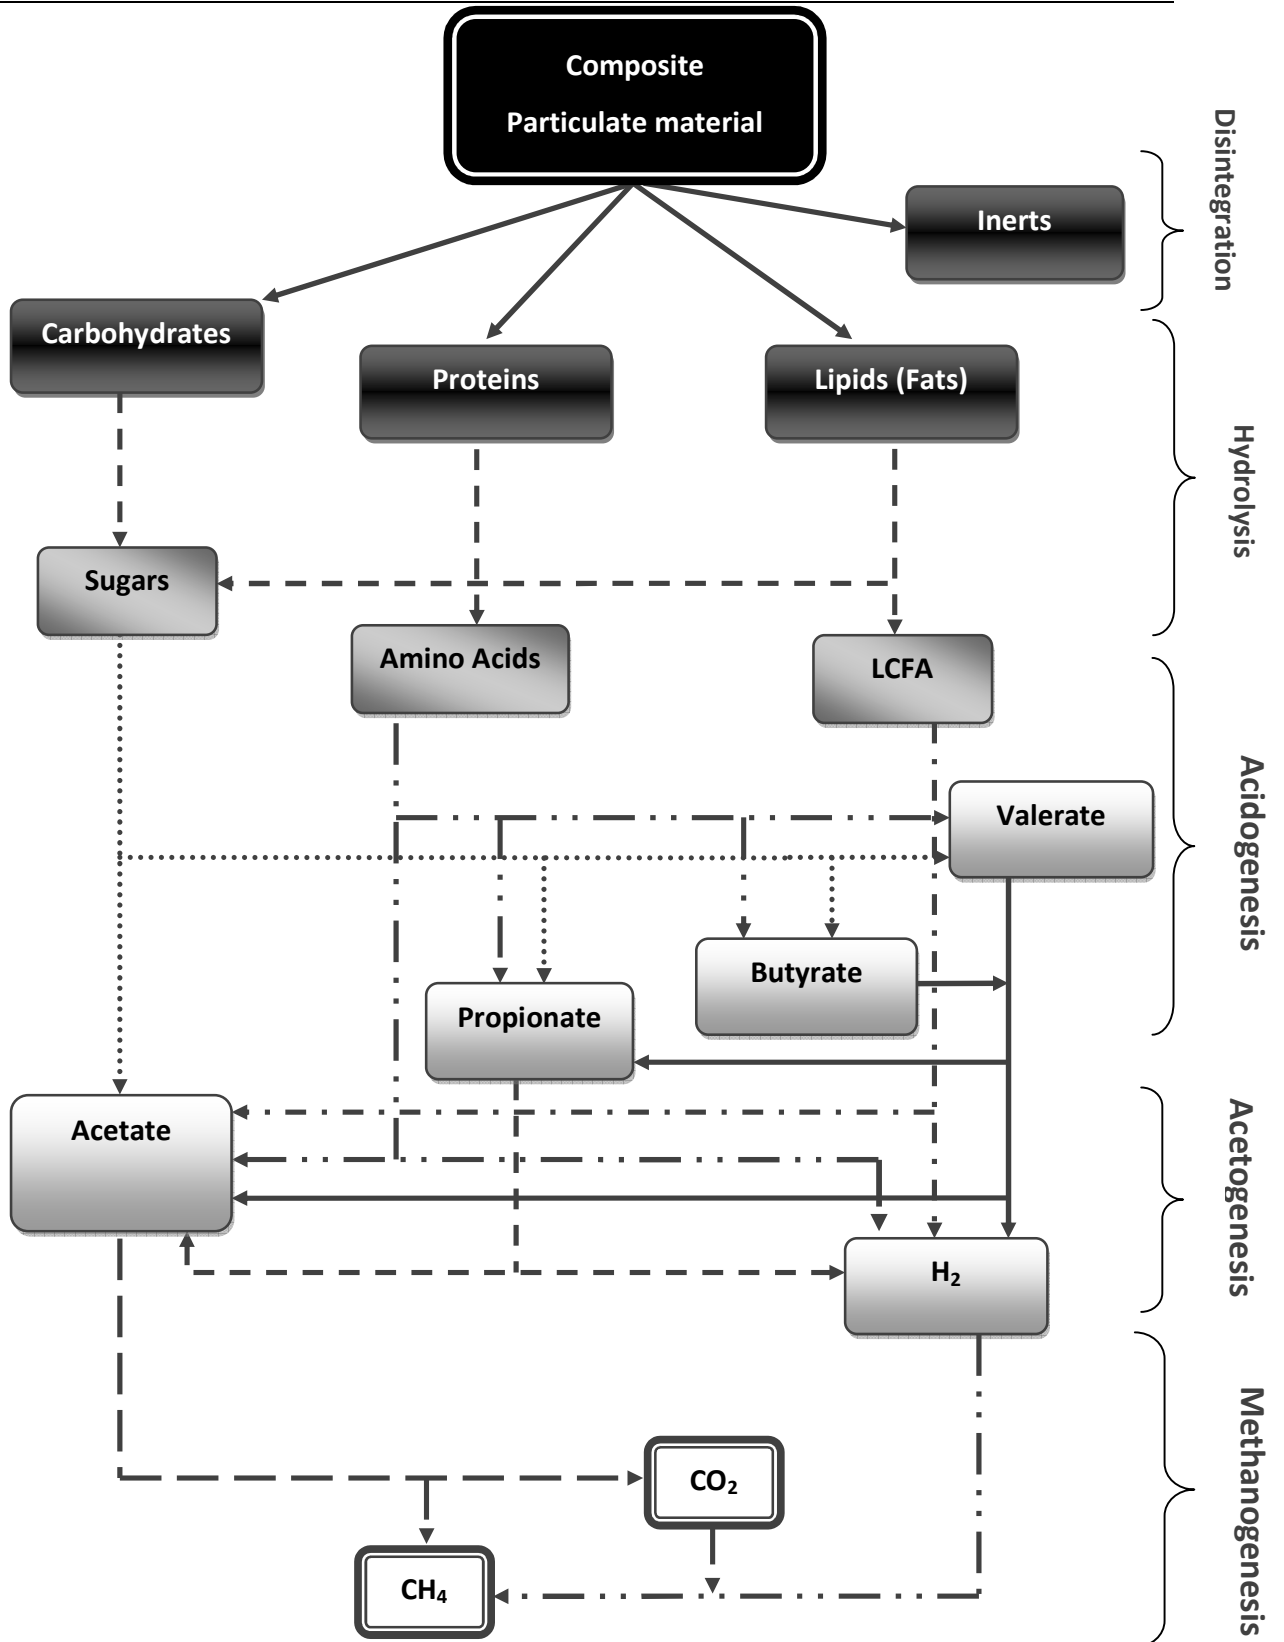 Composite
Particulate material
Disintegration
Inerts
Carbohydrates
Proteins
Lipids (Fats)
Hydrolysis
Sugars
Amino Acids
LCFA
Acidogenesis
Valerate
Butyrate
Propionate
Acetate
Acetogenesis
H₂
Methanogenesis
CO₂
CH₄